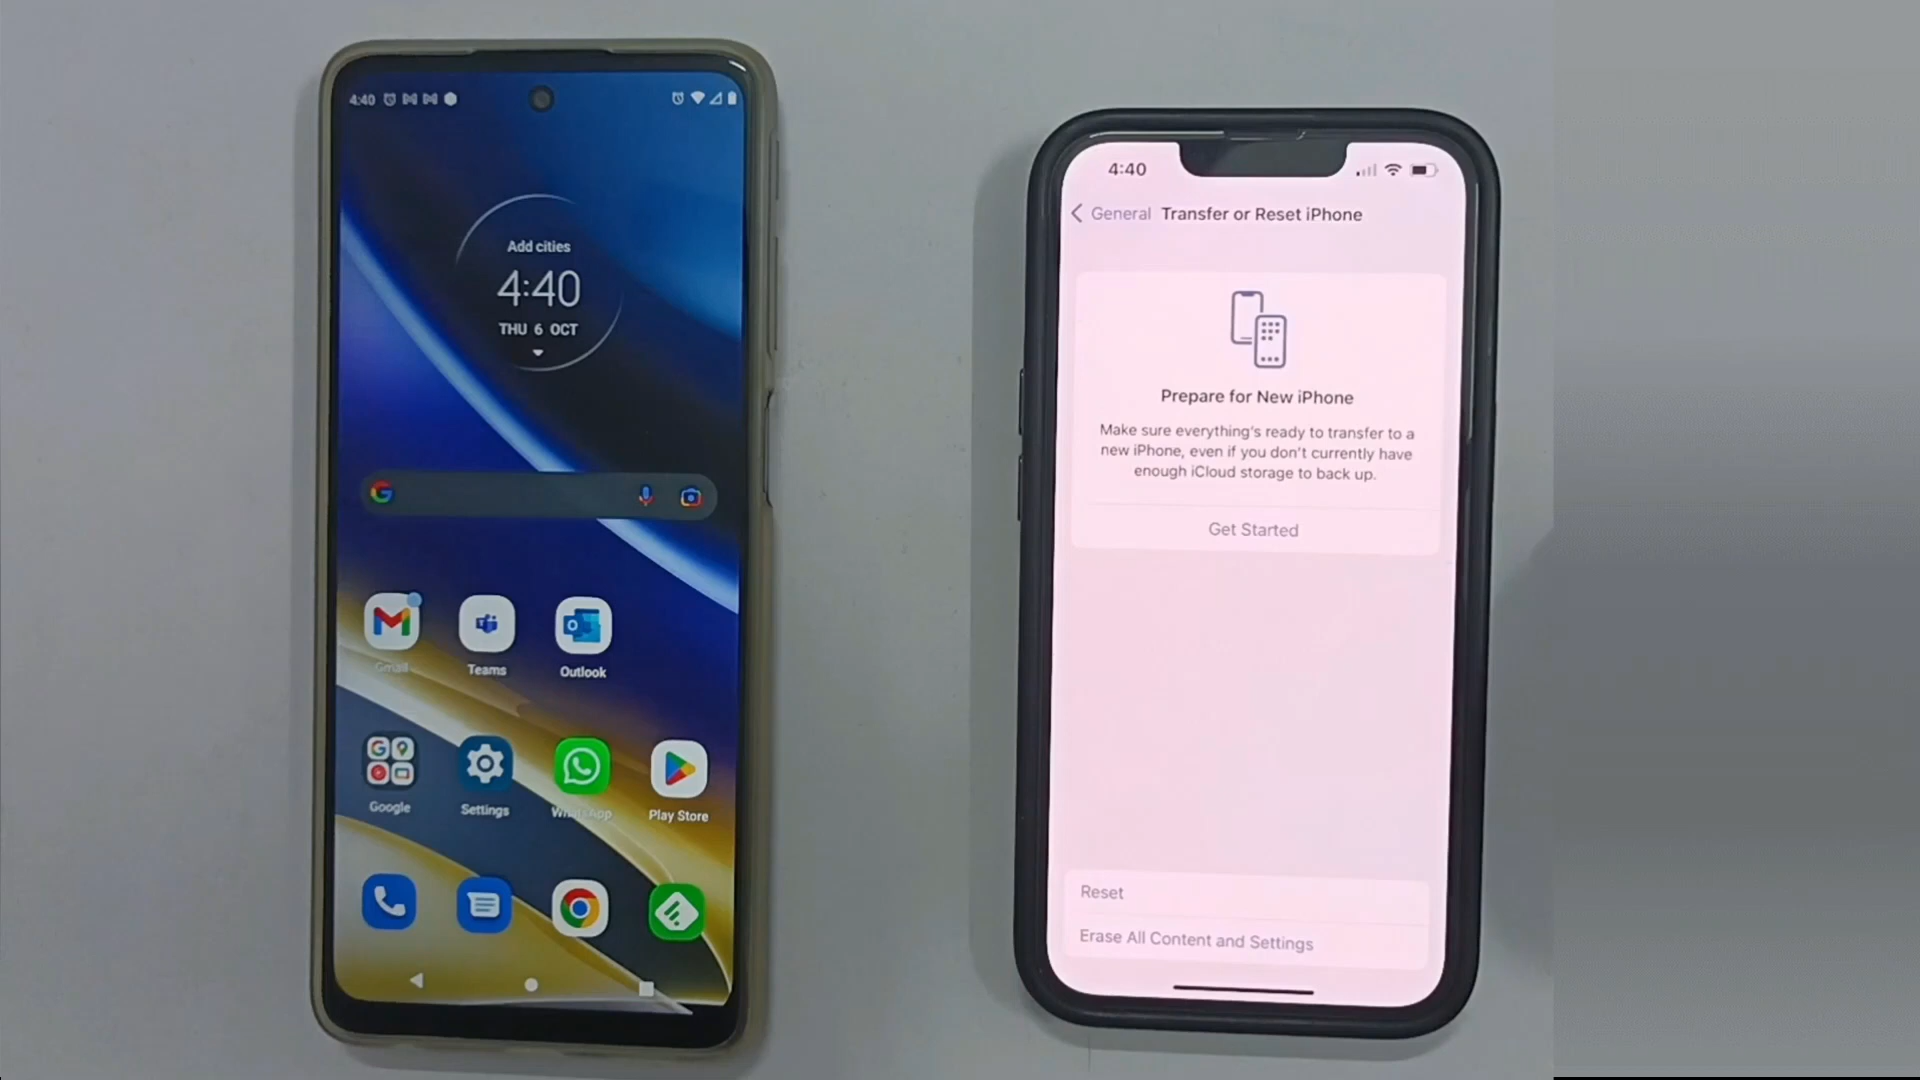 4:40
Add cities
4:40
THU 6 OCT
Gmail
Teams
Outlook
Google
Settings
WhatsApp
Play Store
4:40
General Transfer or Reset iPhone
Prepare for New iPhone
Make sure everything's ready to transfer to a
new iPhone, even if you don't currently have
enough iCloud storage to back up.
Get Started
Reset
Erase All Content and Settings